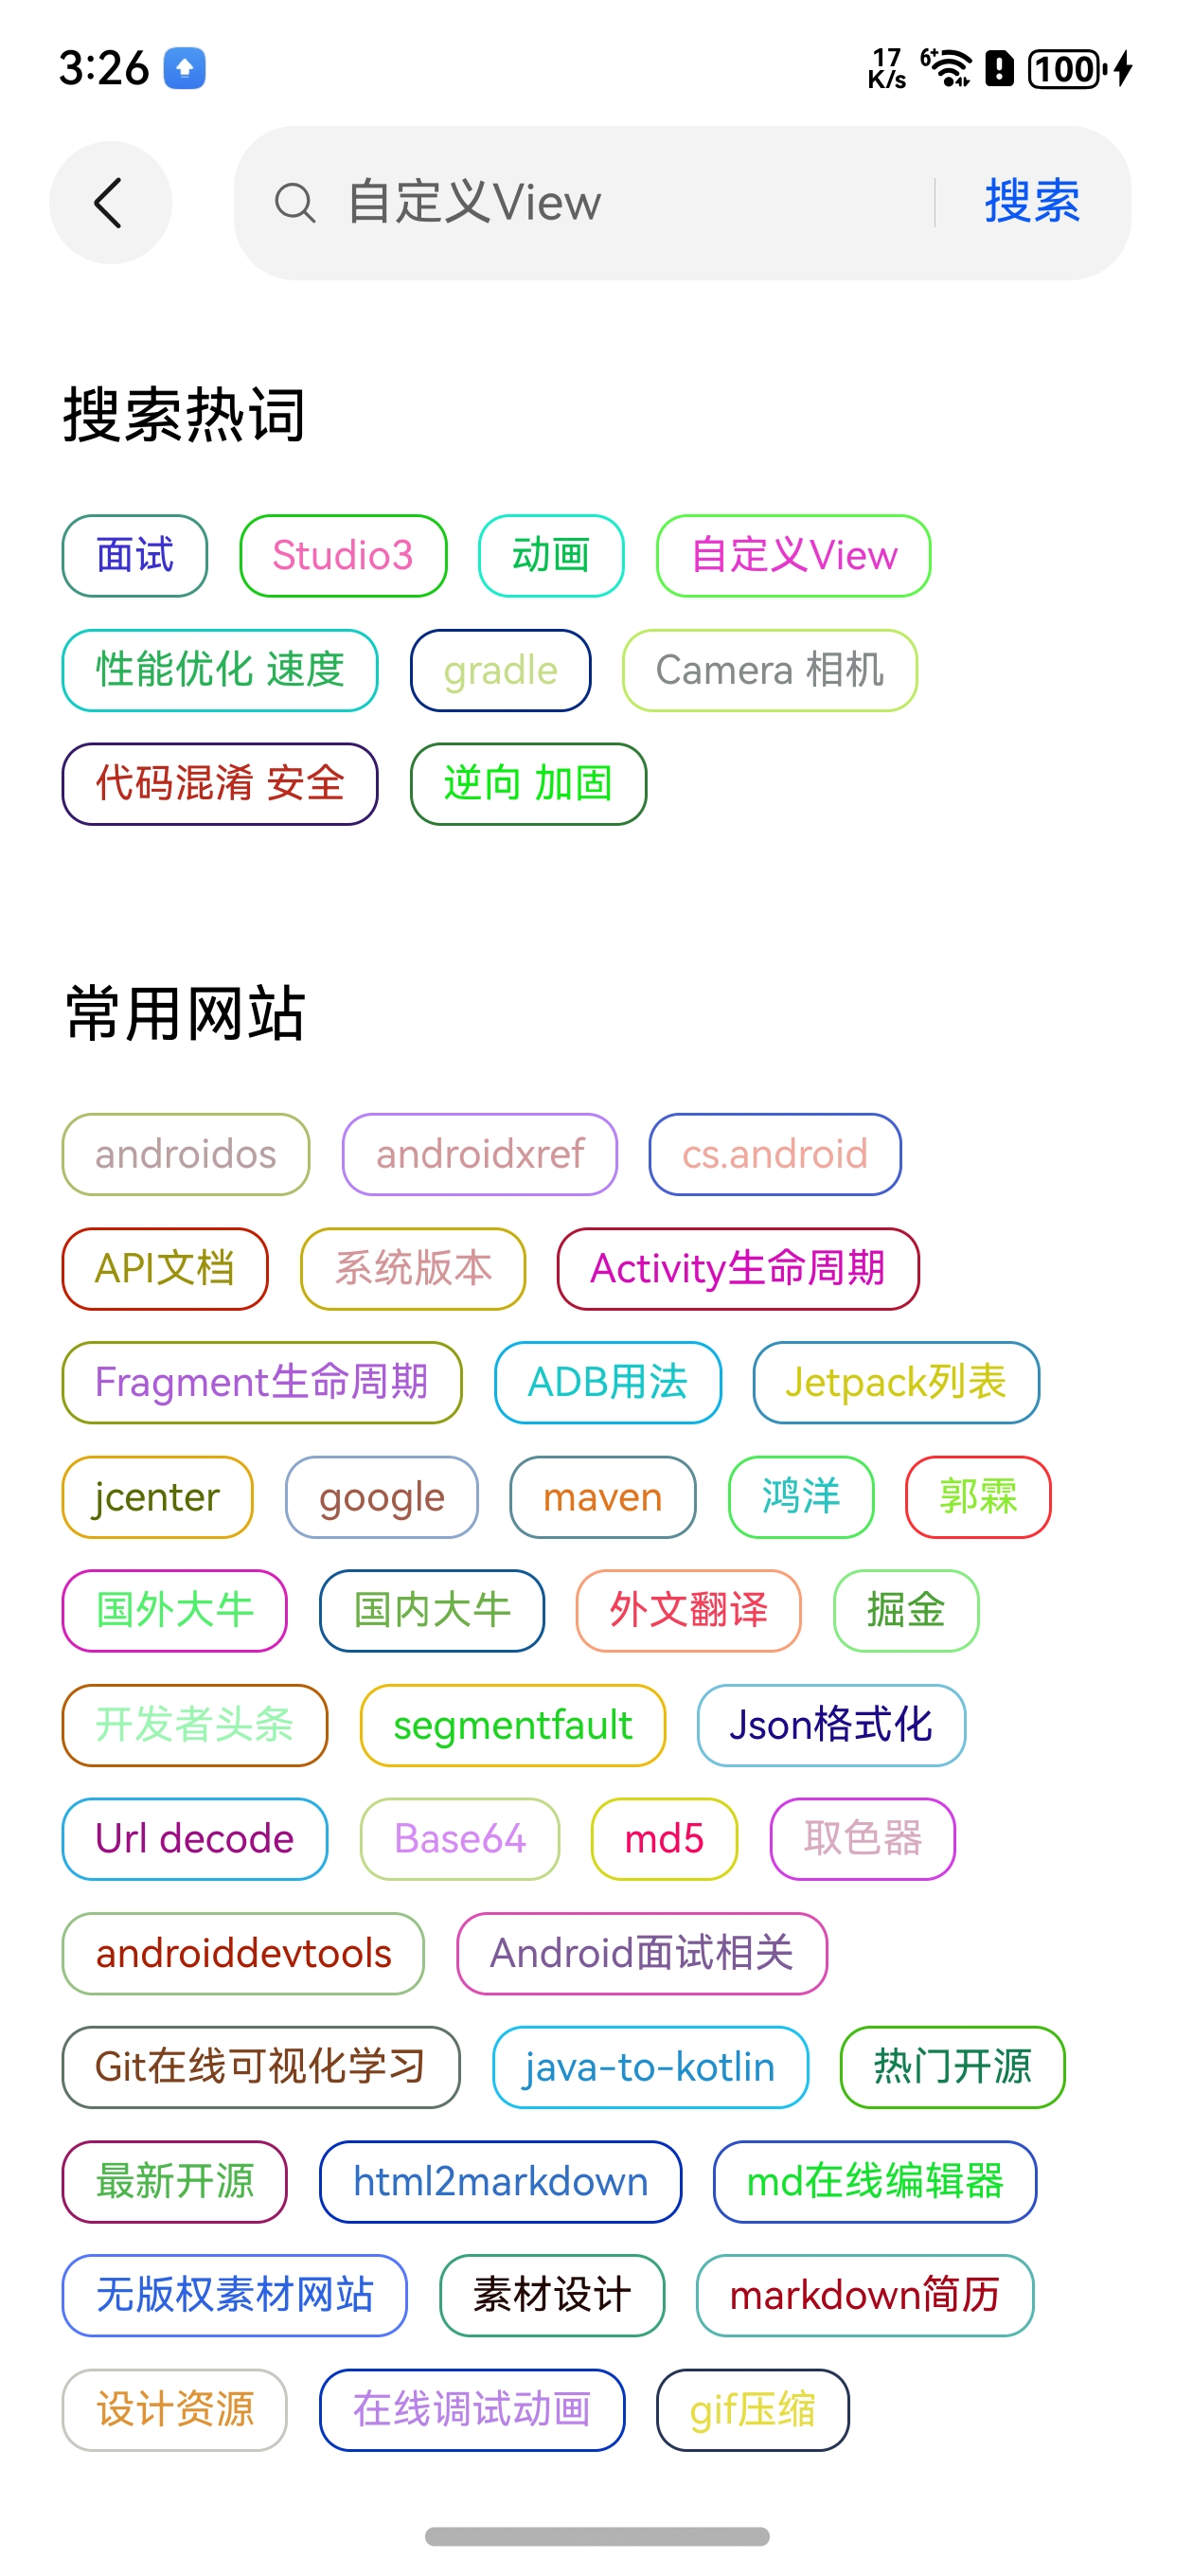 3:26 17 K/s 6+ 100
自定义View 搜索
搜索热词
面试 Studio3 动画 自定义View
性能优化 速度 gradle Camera 相机
代码混淆 安全 逆向 加固
常用网站
androidos androidxref cs.android
API文档 系统版本 Activity生命周期
Fragment生命周期 ADB用法 Jetpack列表
jcenter google maven 鸿洋 郭霖
国外大牛 国内大牛 外文翻译 掘金
开发者头条 segmentfault Json格式化
Url decode Base64 md5 取色器
androiddevtools Android面试相关
Git在线可视化学习 java-to-kotlin 热门开源
最新开源 html2markdown md在线编辑器
无版权素材网站 素材设计 markdown简历
设计资源 在线调试动画 gif压缩